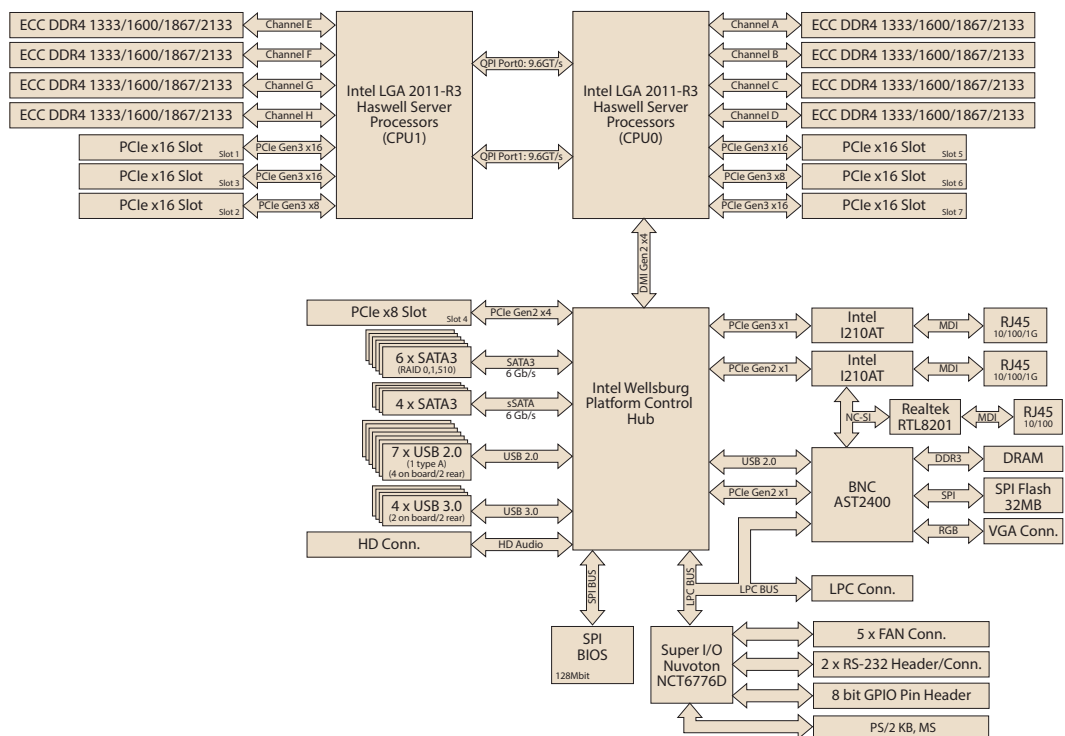 ECC DDR4 1333/1600/1867/2133
Channel E
ECC DDR4 1333/1600/1867/2133
Channel F
ECC DDR4 1333/1600/1867/2133
Channel G
ECC DDR4 1333/1600/1867/2133
Channel H
PCIe x16 Slot
Slot 1
PCIe Gen3 x16
PCIe x16 Slot
Slot 3
PCIe Gen3 x16
PCIe x16 Slot
Slot 2
PCIe Gen3 x8
Intel LGA 2011-R3
Haswell Server
Processors
(CPU1)
QPI Port0: 9.6GT/s
QPI Port1: 9.6GT/s
Intel LGA 2011-R3
Haswell Server
Processors
(CPU0)
Channel A
ECC DDR4 1333/1600/1867/2133
Channel B
ECC DDR4 1333/1600/1867/2133
Channel C
ECC DDR4 1333/1600/1867/2133
Channel D
ECC DDR4 1333/1600/1867/2133
PCIe Gen3 x16
PCIe x16 Slot
Slot 5
PCIe Gen3 x8
PCIe x16 Slot
Slot 6
PCIe Gen3 x16
PCIe x16 Slot
Slot 7
DMI Gen2 x4
PCIe x8 Slot
Slot 4
PCIe Gen2 x4
6 x SATA3
(RAID 0,1,510)
SATA3
6 Gb/s
4 x SATA3
sSATA
6 Gb/s
7 x USB 2.0
(1 type A)
(4 on board/2 rear)
USB 2.0
4 x USB 3.0
(2 on board/2 rear)
USB 3.0
HD Conn.
HD Audio
Intel Wellsburg
Platform Control
Hub
PCIe Gen3 x1
Intel
I210AT
MDI
RJ45
10/100/1G
PCIe Gen2 x1
Intel
I210AT
MDI
RJ45
10/100/1G
NC-SI
Realtek
RTL8201
MDI
RJ45
10/100
USB 2.0
PCIe Gen2 x1
BNC
AST2400
DDR3
DRAM
SPI
SPI Flash
32MB
RGB
VGA Conn.
SPI BUS
LPC BUS
LPC BUS
LPC Conn.
SPI
BIOS
128Mbit
Super I/O
Nuvoton
NCT6776D
5 x FAN Conn.
2 x RS-232 Header/Conn.
8 bit GPIO Pin Header
PS/2 KB, MS